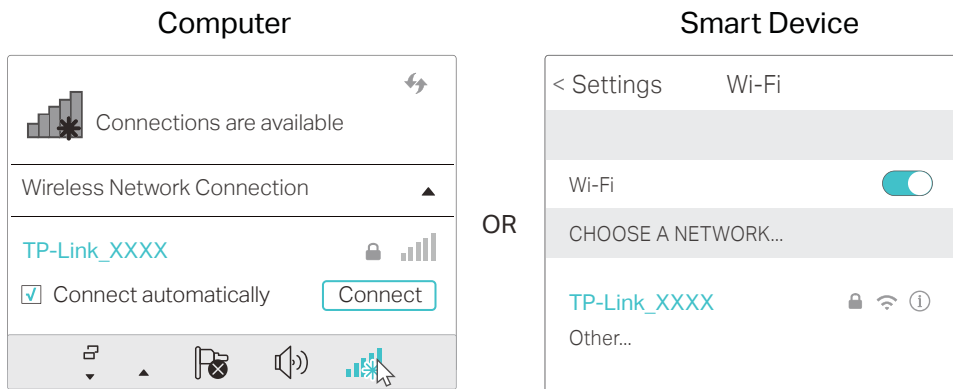 Computer
Connections are available
Wireless Network Connection
TP-Link_XXXX
Connect automatically
Connect
OR
Smart Device
< Settings
Wi-Fi
Wi-Fi
CHOOSE A NETWORK...
TP-Link_XXXX
Other...